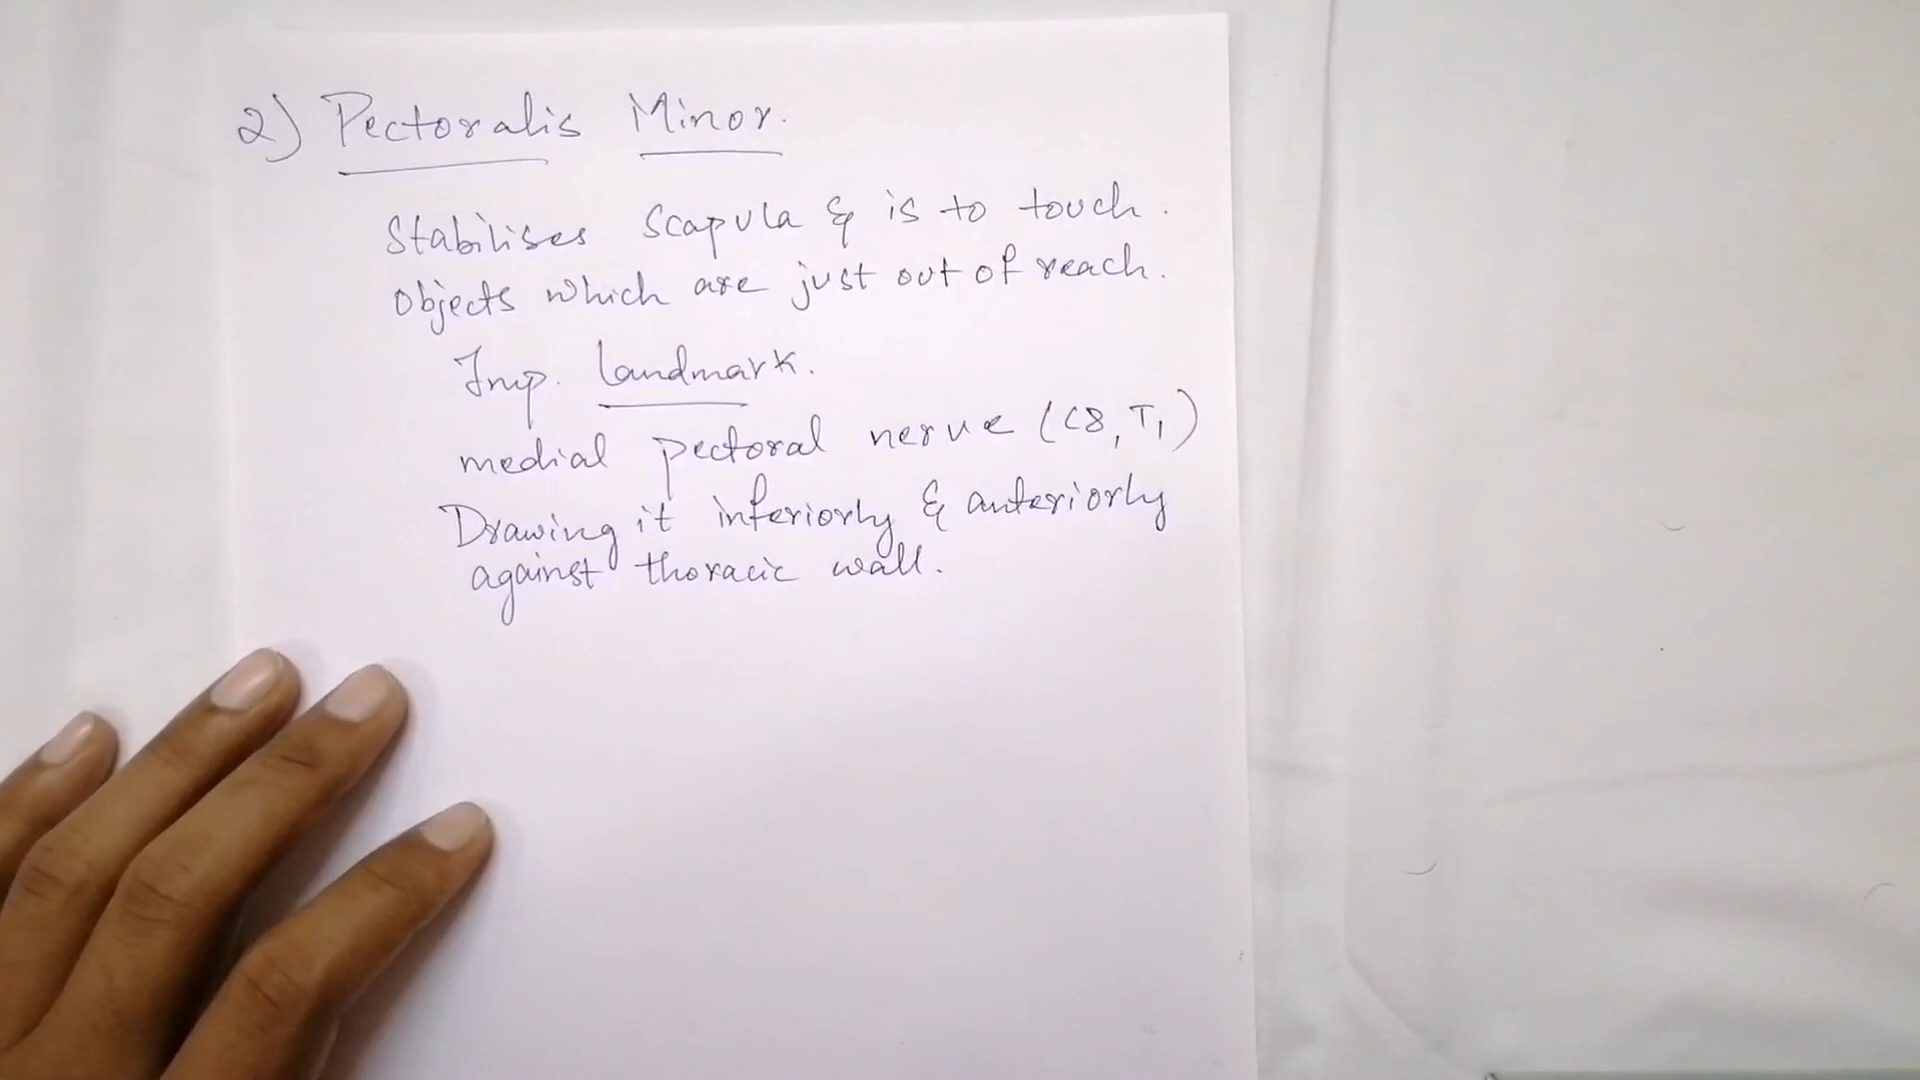 2) Pectoralis Minor.
Stabilises Scapula & is to touch.
objects which are just out of reach.
Imp. landmark.
medial pectoral nerve (C8, T1)
Drawing it inferiorly & anteriorly
against thoracic wall.